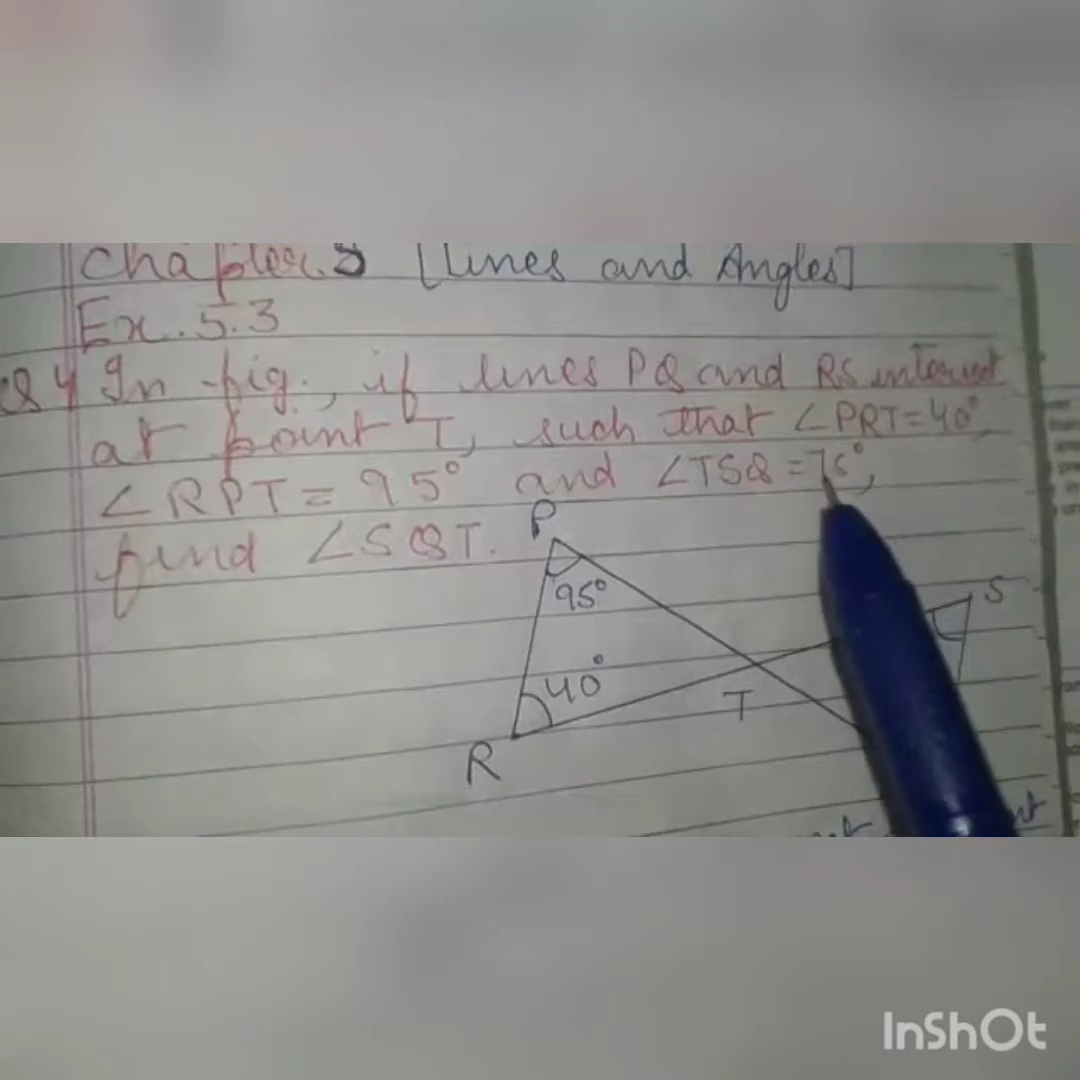 Chapter.5 [Lines and Angles]
Ex. 5.3
Q 4 In fig., if lines PQ and RS intersect
at point T, such that ∠PRT=40°,
∠RPT = 95° and ∠TSQ =75°,
find ∠SQT.
P
95°
S
40°
T
R
InShOt